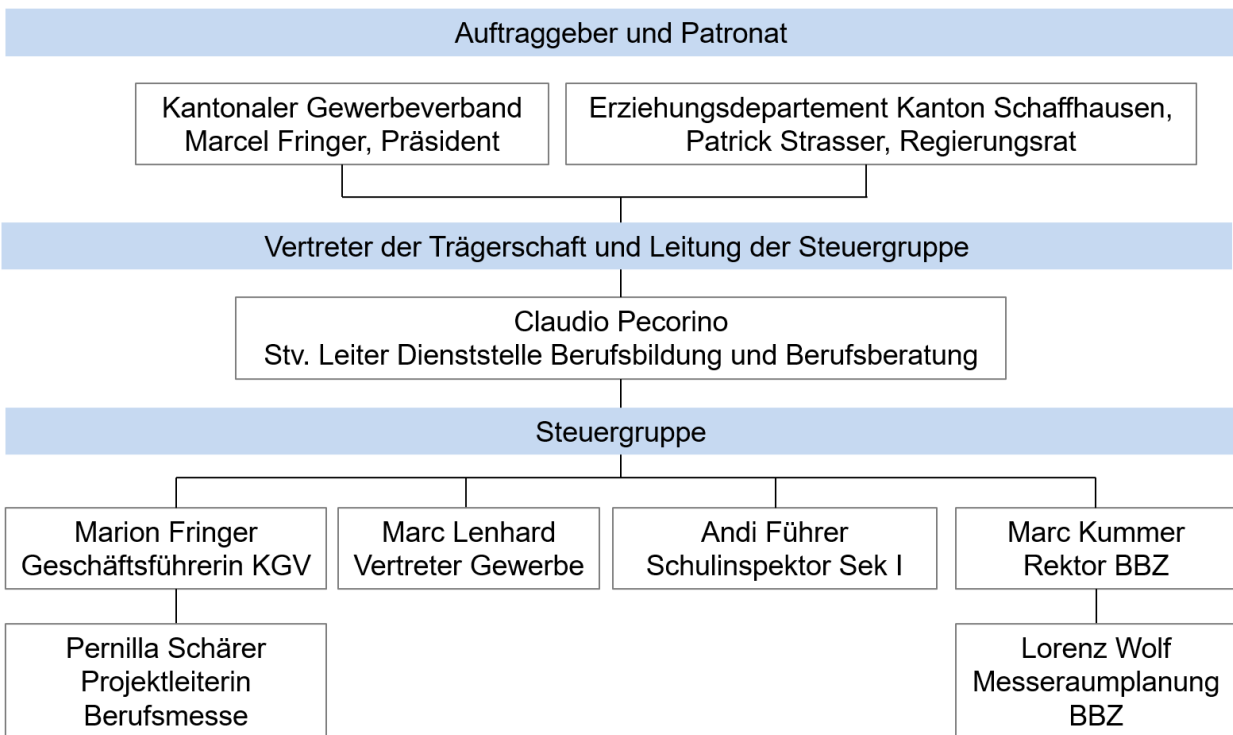 Auftraggeber und Patronat
Kantonaler Gewerbeverband
Marcel Fringer, Präsident
Erziehungsdepartement Kanton Schaffhausen,
Patrick Strasser, Regierungsrat
Vertreter der Trägerschaft und Leitung der Steuergruppe
Claudio Pecorino
Stv. Leiter Dienststelle Berufsbildung und Berufsberatung
Steuergruppe
Marion Fringer
Geschäftsführerin KGV
Marc Lenhard
Vertreter Gewerbe
Andi Führer
Schulinspektor Sek I
Marc Kummer
Rektor BBZ
Pernilla Schärer
Projektleiterin
Berufsmesse
Lorenz Wolf
Messeraumplanung
BBZ